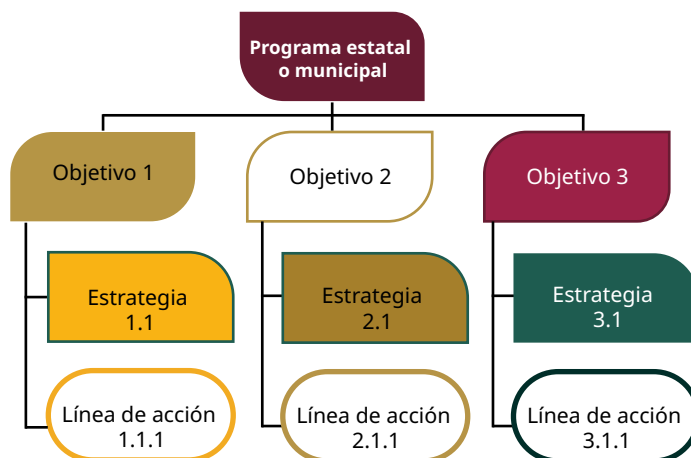 Programa estatal
o municipal
Objetivo 1
Objetivo 2
Objetivo 3
Estrategia
1.1
Estrategia
2.1
Estrategia
3.1
Línea de acción
1.1.1
Línea de acción
2.1.1
Línea de acción
3.1.1